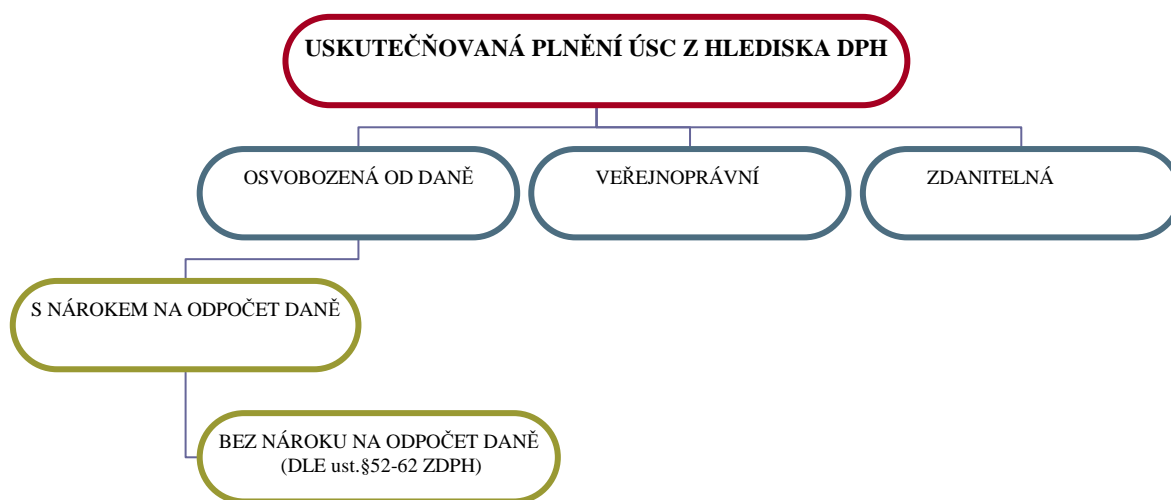 USKUTEČŇOVANÁ PLNĚNÍ ÚSC Z HLEDISKA DPH
OSVOBOZENÁ OD DANĚ
VEŘEJNOPRÁVNÍ
ZDANITELNÁ
S NÁROKEM NA ODPOČET DANĚ
BEZ NÁROKU NA ODPOČET DANĚ
(DLE ust.§52-62 ZDPH)